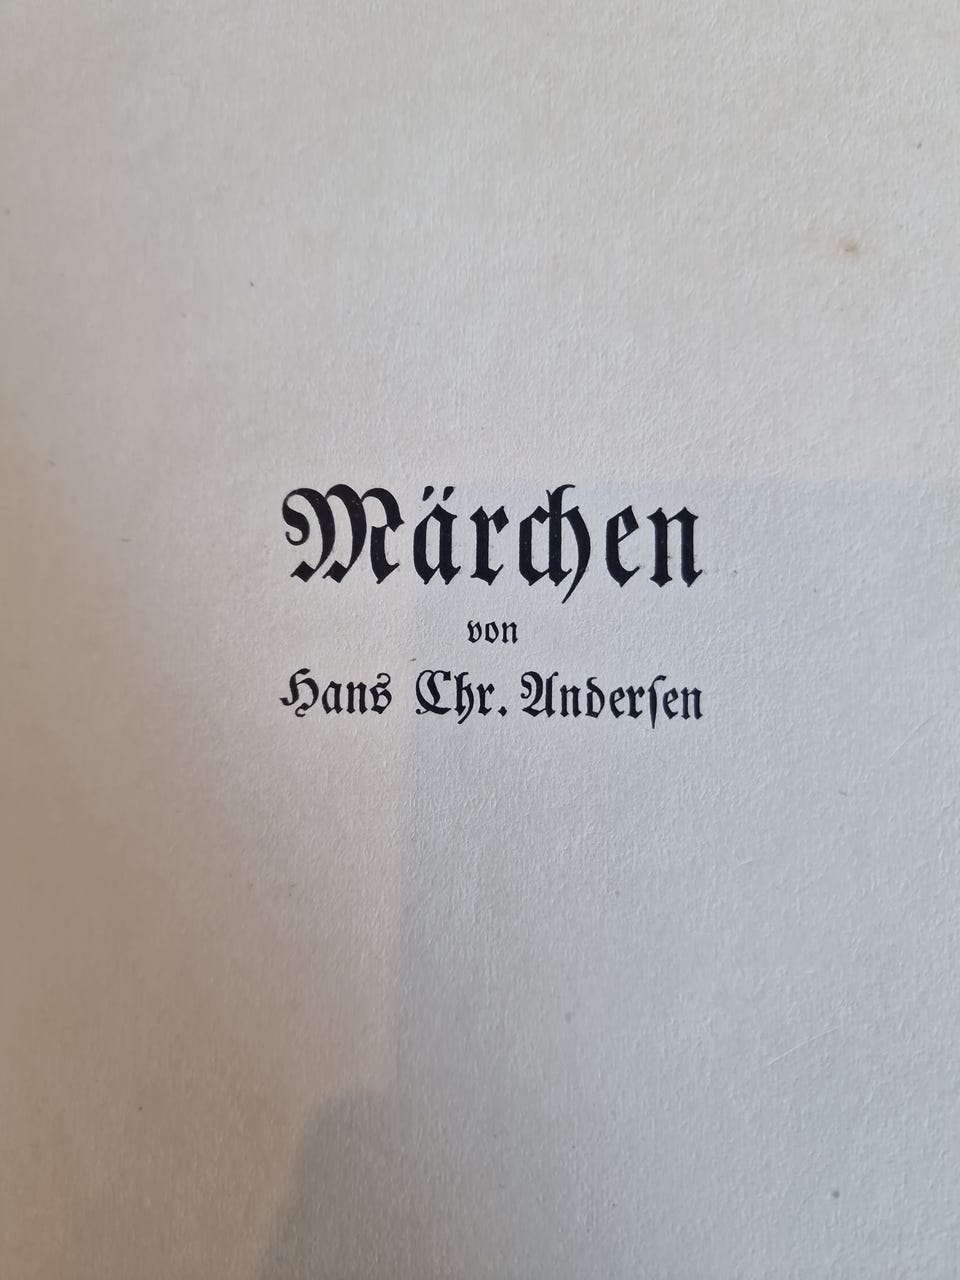 Märchen
von
Hans Chr. Anderſen